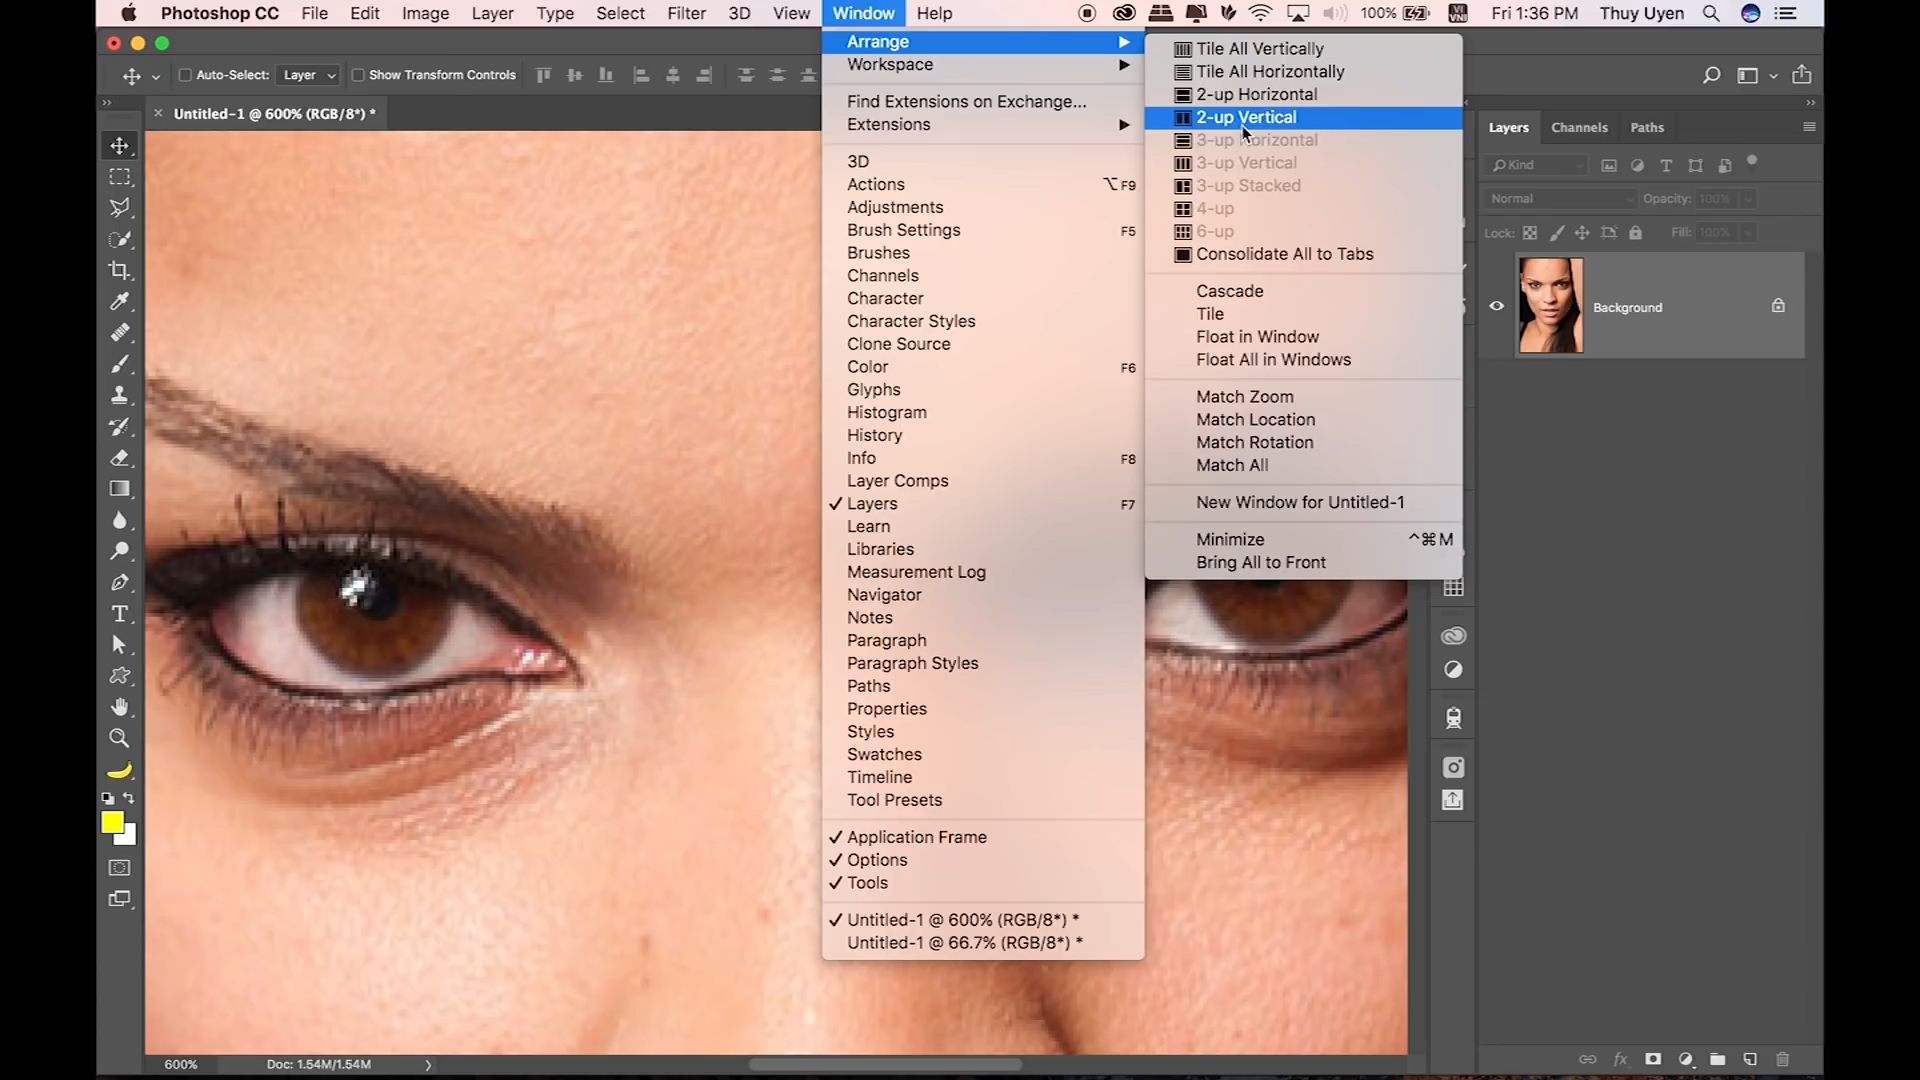 Photoshop CC File Edit Image Layer Type Select Filter 3D View Window Help 100% Fri 1:36 PM Thuy Uyen
Auto-Select: Layer Show Transform Controls
Untitled-1 @ 600% (RGB/8*) *
Arrange
Workspace
Find Extensions on Exchange...
Extensions
3D
Actions ⌥F9
Adjustments
Brush Settings F5
Brushes
Channels
Character
Character Styles
Clone Source
Color F6
Glyphs
Histogram
History
Info F8
Layer Comps
Layers F7
Learn
Libraries
Measurement Log
Navigator
Notes
Paragraph
Paragraph Styles
Paths
Properties
Styles
Swatches
Timeline
Tool Presets
Application Frame
Options
Tools
Untitled-1 @ 600% (RGB/8*) *
Untitled-1 @ 66.7% (RGB/8*) *
Tile All Vertically
Tile All Horizontally
2-up Horizontal
2-up Vertical
3-up Horizontal
3-up Vertical
3-up Stacked
4-up
6-up
Consolidate All to Tabs
Cascade
Tile
Float in Window
Float All in Windows
Match Zoom
Match Location
Match Rotation
Match All
New Window for Untitled-1
Minimize ^⌘M
Bring All to Front
Layers Channels Paths
Kind
Normal Opacity: 100%
Lock: Fill: 100%
Background
600% Doc: 1.54M/1.54M